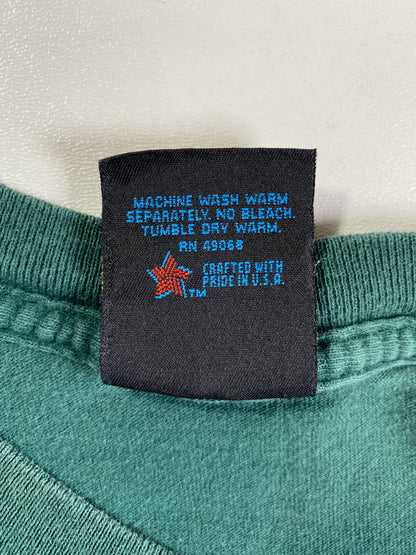 MACHINE WASH WARM
SEPARATELY. NO BLEACH.
TUMBLE DRY WARM.
RN 49068
CRAFTED WITH
PRIDE IN U.S.A.
TM